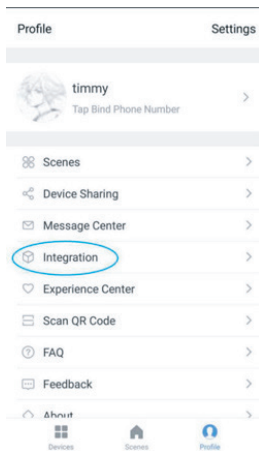 Profile Settings
timmy
Tap Bind Phone Number
Scenes
Device Sharing
Message Center
Integration
Experience Center
Scan QR Code
FAQ
Feedback
About
Devices Scenes Profile